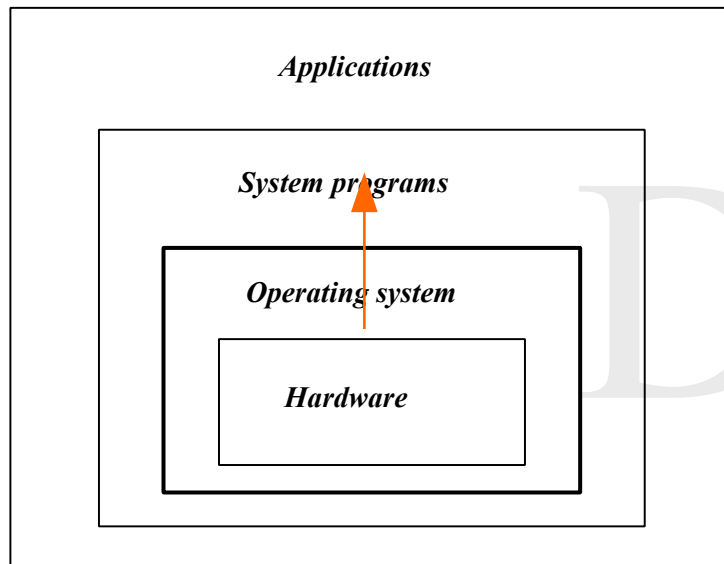 Applications
System programs
Operating system
Hardware
D